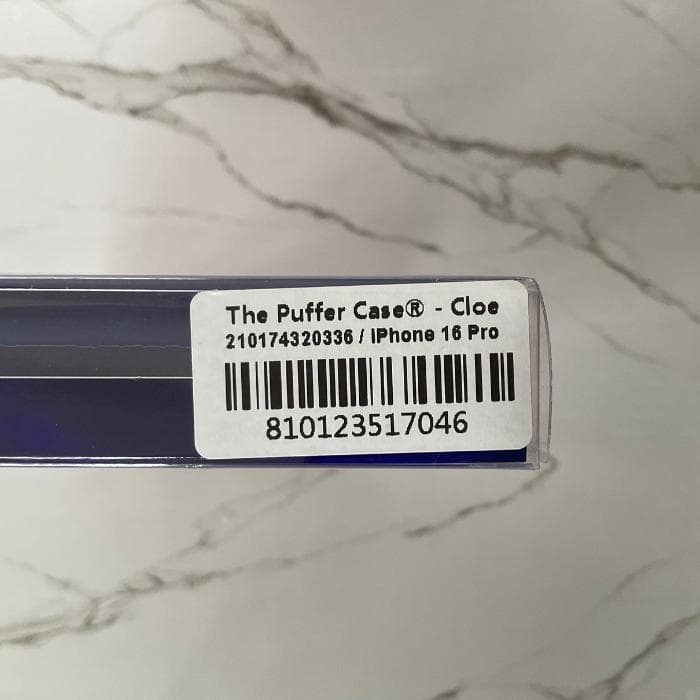 The Puffer Case® - Cloe
210174320336 / iPhone 16 Pro
810123517046